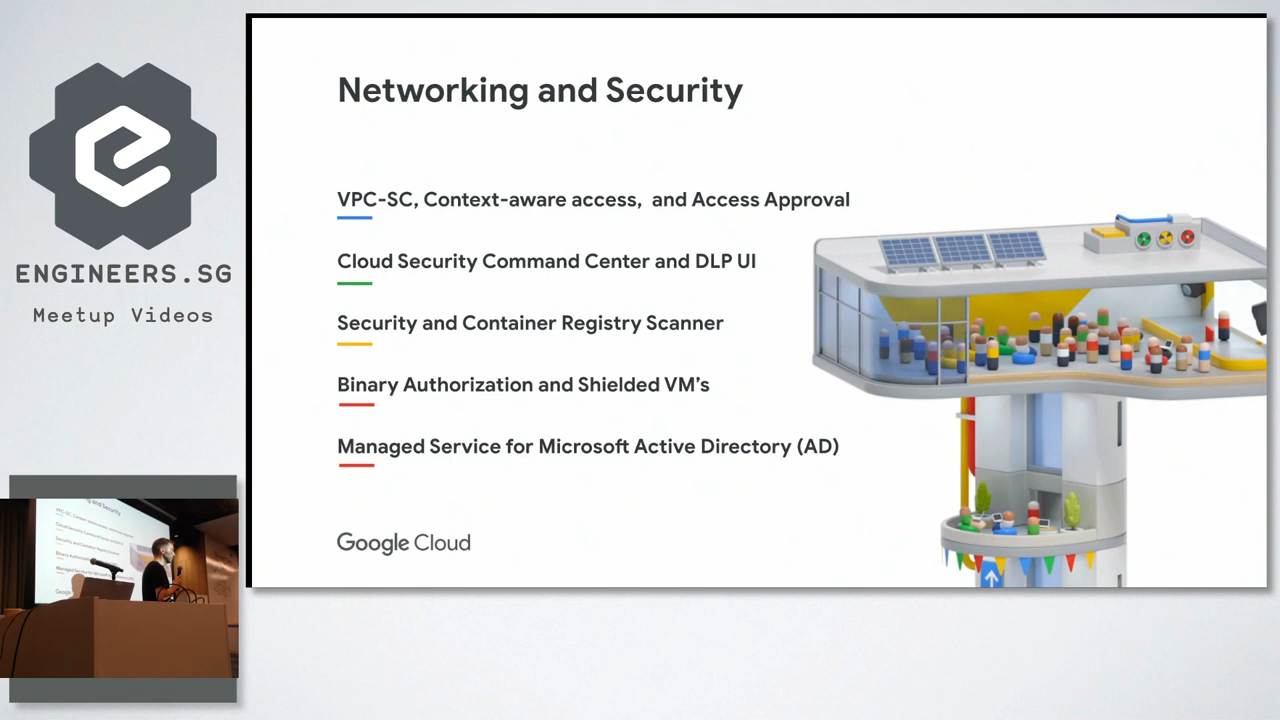 ENGINEERS.SG
Meetup Videos
Networking and Security
VPC-SC, Context-aware access, and Access Approval
Cloud Security Command Center and DLP UI
Security and Container Registry Scanner
Binary Authorization and Shielded VM's
Managed Service for Microsoft Active Directory (AD)
Google Cloud